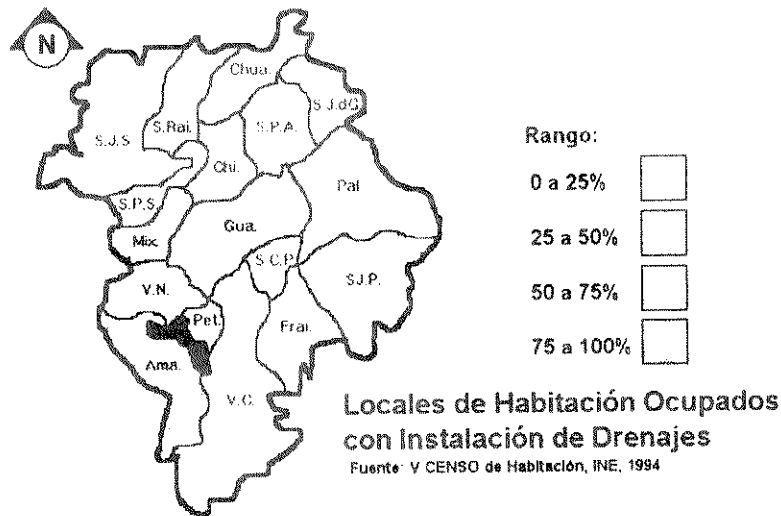 N
Chua.
S.J.dG
S.Rai.
S.P.A.
S.J.S
Chi.
Pal
S.P.S.
Gua.
Mix.
S.C.P.
S.J.P.
V.N.
Pet.
Frai.
Ama.
V.C.
Rango:
0 a 25%
25 a 50%
50 a 75%
75 a 100%
Locales de Habitación Ocupados
con Instalación de Drenajes
Fuente: V CENSO de Habitación, INE, 1994